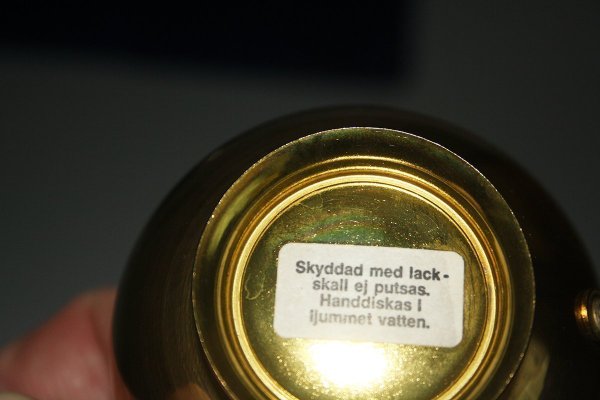 Skyddad med lack-
skall ej putsas.
Handdiskas I
ljummet vatten.